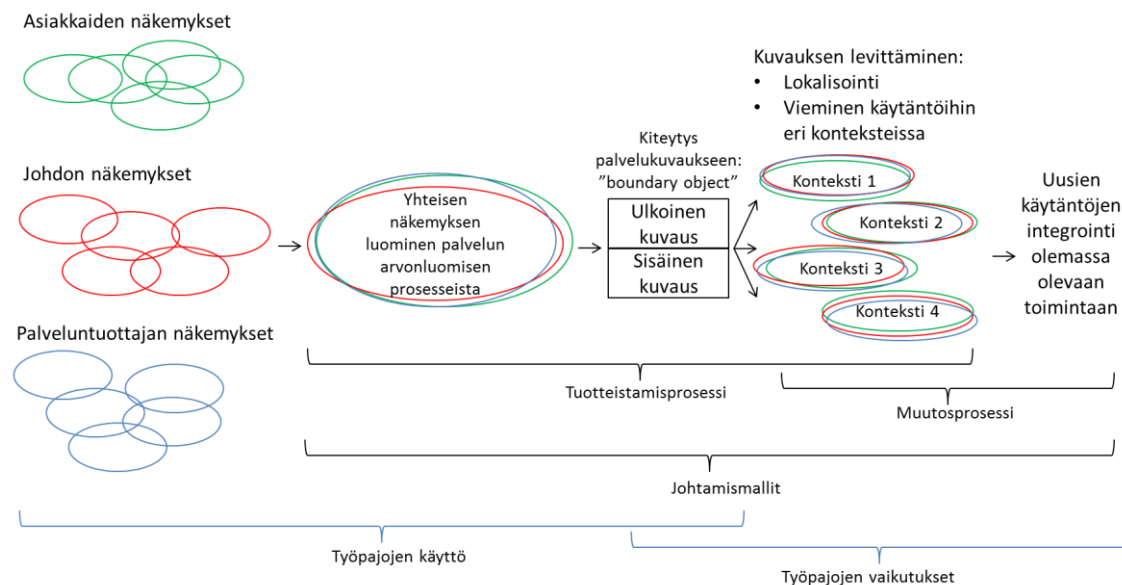 Asiakkaiden näkemykset
Johdon näkemykset
Palveluntuottajan näkemykset
Yhteisen
näkemyksen
luominen palvelun
arvonluomisen
prosesseista
Kiteytys
palvelukuvaukseen:
”boundary object”
Ulkoinen
kuvaus
Sisäinen
kuvaus
Kuvauksen levittäminen:
• Lokalisointi
• Vieminen käytäntöihin
eri konteksteissa
Konteksti 1
Konteksti 2
Konteksti 3
Konteksti 4
Uusien
käytäntöjen
integrointi
olemassa
olevaan
toimintaan
Tuotteistamisprosessi
Muutosprosessi
Johtamismallit
Työpajojen käyttö
Työpajojen vaikutukset